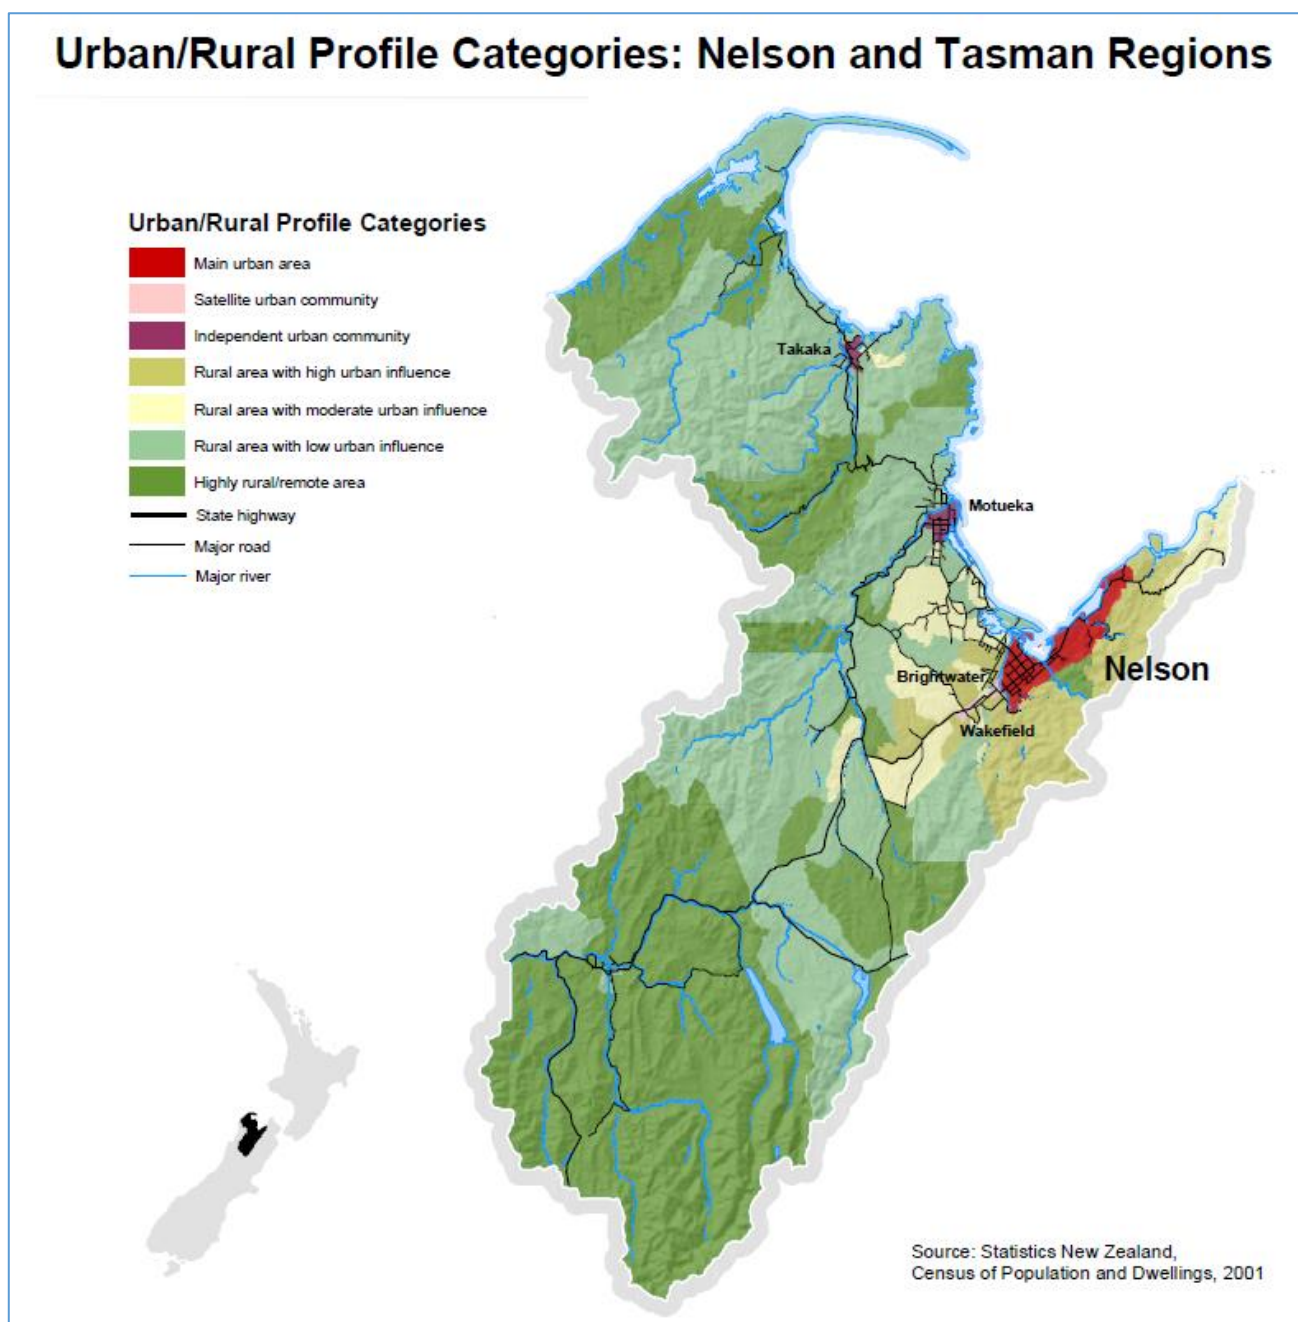 Urban/Rural Profile Categories: Nelson and Tasman Regions
Urban/Rural Profile Categories
Main urban area
Satellite urban community
Independent urban community
Rural area with high urban influence
Rural area with moderate urban influence
Rural area with low urban influence
Highly rural/remote area
State highway
Major road
Major river
Takaka
Motueka
Nelson
Brightwater
Wakefield
Source: Statistics New Zealand,
Census of Population and Dwellings, 2001